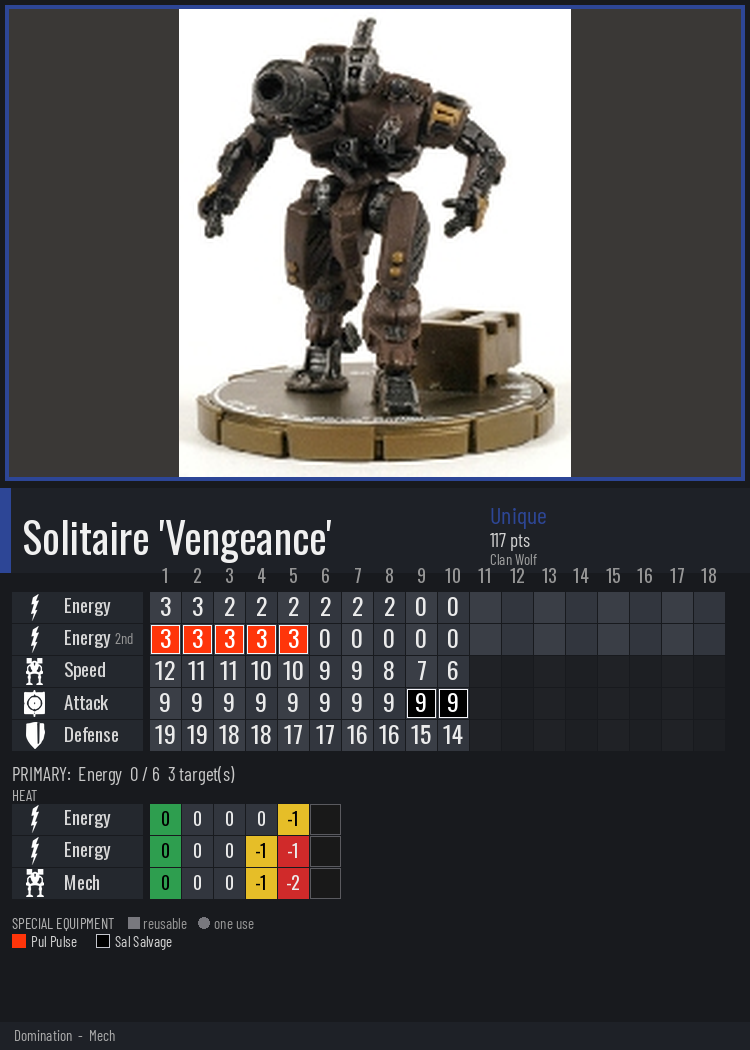 Solitaire 'Vengeance'
Unique
117 pts
Clan Wolf
1 2 3 4 5 6 7 8 9 10 11 12 13 14 15 16 17 18
Energy 3 3 2 2 2 2 2 2 0 0
Energy 2nd 3 3 3 3 3 0 0 0 0 0
Speed 12 11 11 10 10 9 9 8 7 6
Attack 9 9 9 9 9 9 9 9 9 9
Defense 19 19 18 18 17 17 16 16 15 14
PRIMARY: Energy 0 / 6 3 target(s)
HEAT
Energy 0 0 0 0 -1
Energy 0 0 0 -1 -1
Mech 0 0 0 -1 -2
SPECIAL EQUIPMENT reusable one use
Pul Pulse Sal Salvage
Domination - Mech